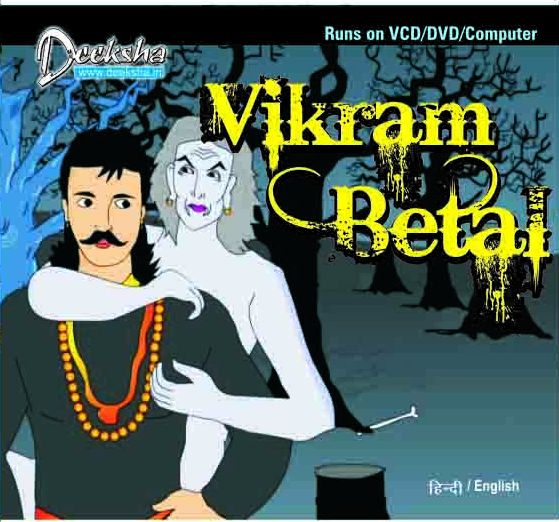 Runs on VCD/DVD/Computer
Deeksha
www.deeksha.in
Vikram
Betal
हिन्दी / English